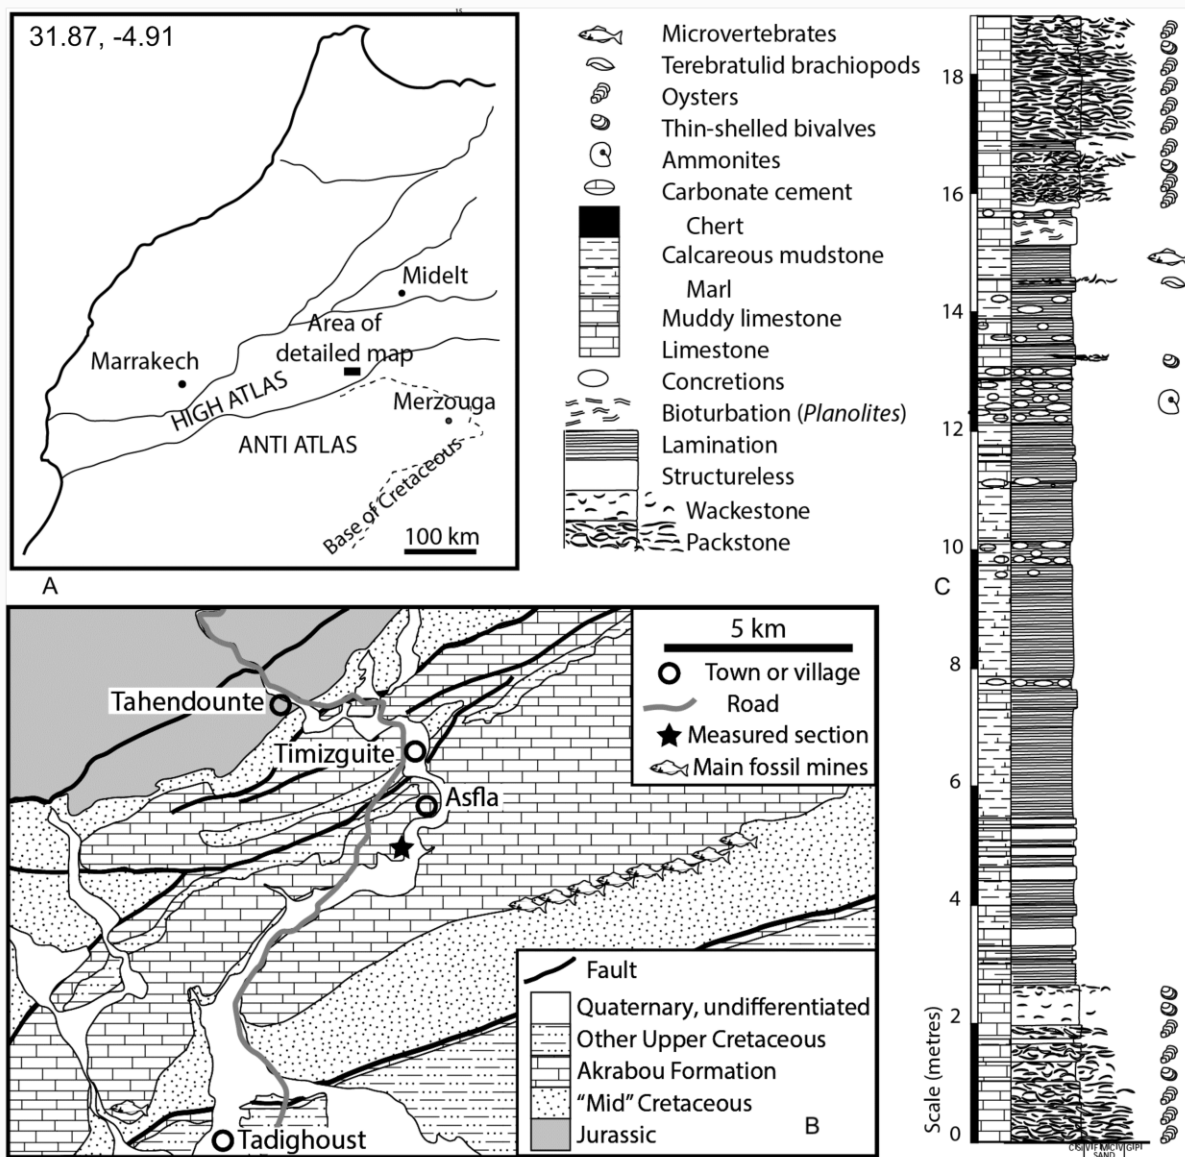 31.87, -4.91
Midelt
Area of
detailed map
Marrakech
HIGH ATLAS
Merzouga
ANTI ATLAS
Base of Cretaceous
100 km
A
Microvertebrates
Terebratulid brachiopods
Oysters
Thin-shelled bivalves
Ammonites
Carbonate cement
Chert
Calcareous mudstone
Marl
Muddy limestone
Limestone
Concretions
Bioturbation (Planolites)
Lamination
Structureless
Wackestone
Packstone
C
18
16
14
12
10
8
6
4
2
0
Scale (metres)
SAND
Tahendounte
Timizguite
Asfla
Tadighoust
5 km
Town or village
Road
Measured section
Main fossil mines
Fault
Quaternary, undifferentiated
Other Upper Cretaceous
Akrabou Formation
"Mid" Cretaceous
Jurassic
B